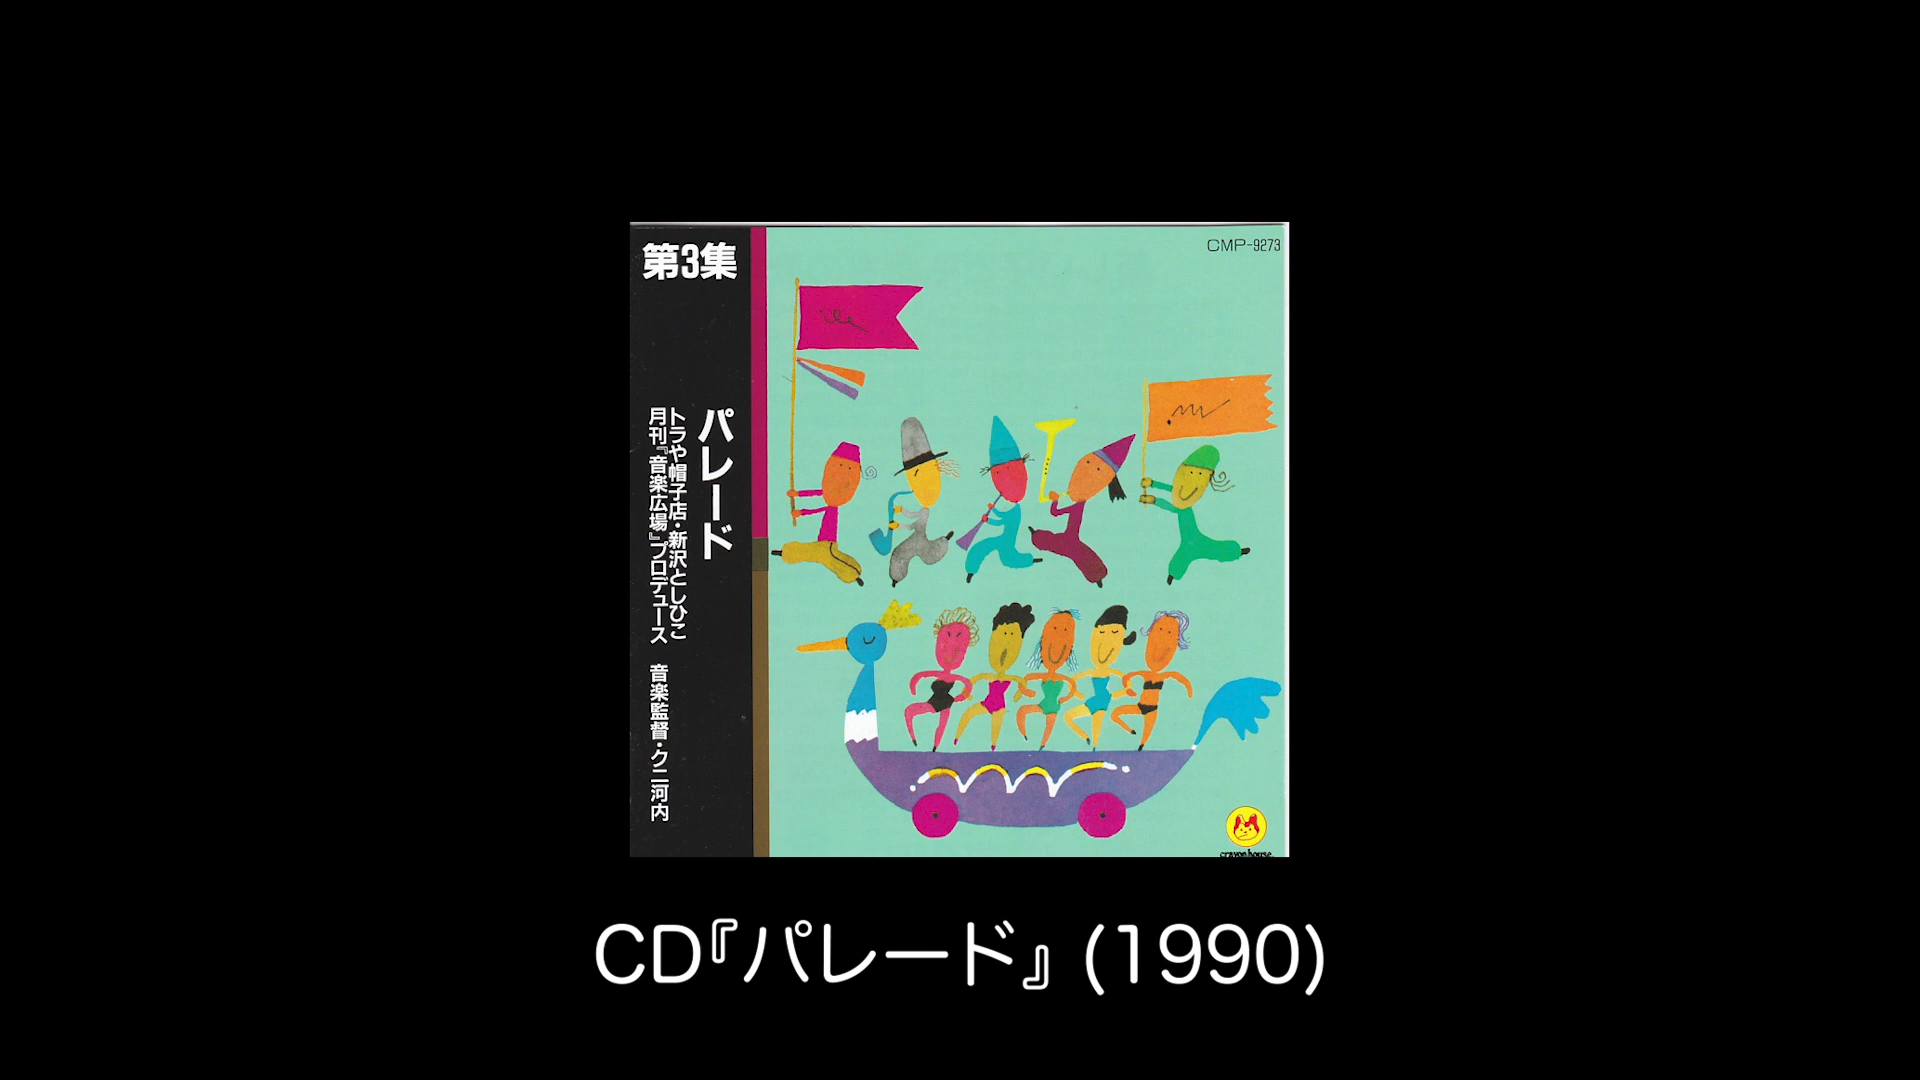 第3集
CMP-9273
パレード
トラや帽子店・新沢としひこ
月刊『音楽広場』プロデュース 音楽監督・クニ河内
crayon house
CD『パレード』(1990)